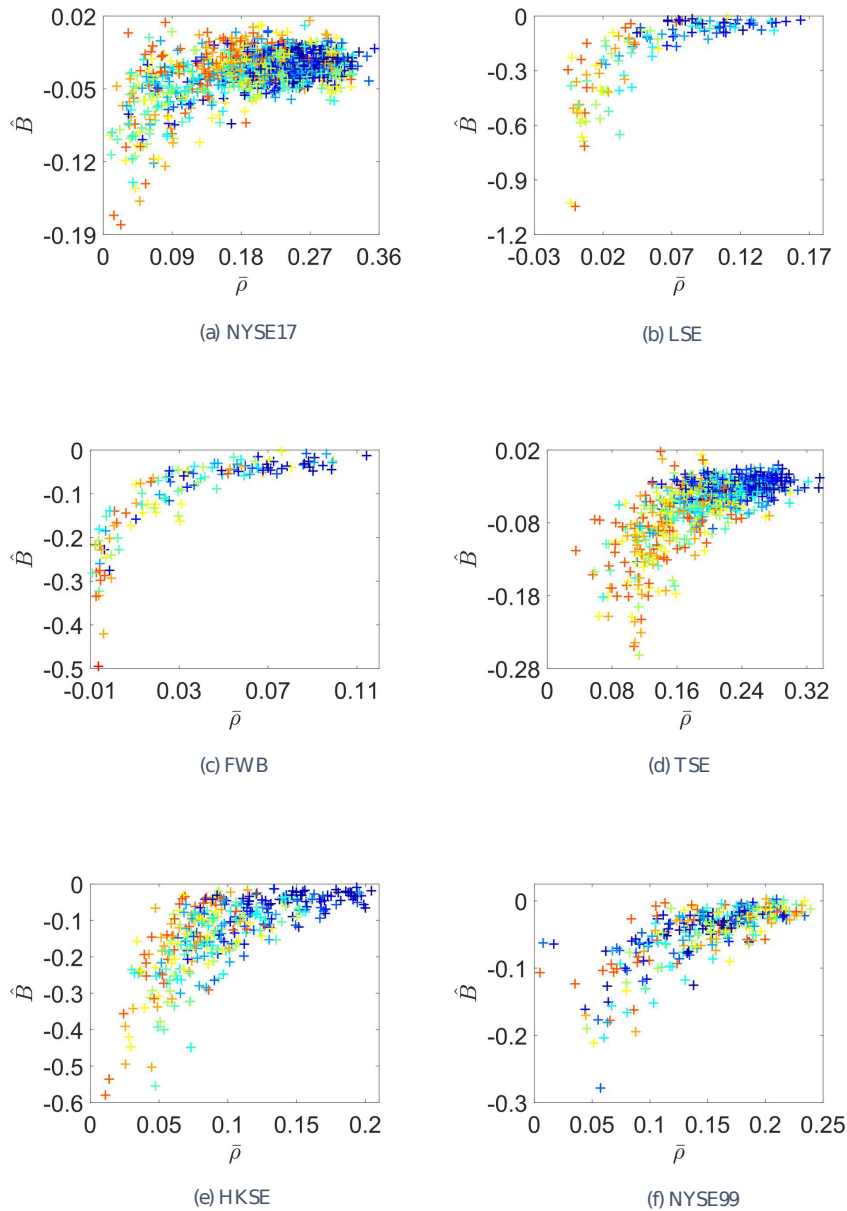 0.02
-0.05
-0.12
-0.19
B̂
0 0.09 0.18 0.27 0.36
ρ̄
(a) NYSE17
0
-0.3
-0.6
-0.9
-1.2
B̂
-0.03 0.02 0.07 0.12 0.17
ρ̄
(b) LSE
0
-0.1
-0.2
-0.3
-0.4
-0.5
B̂
-0.01 0.03 0.07 0.11
ρ̄
(c) FWB
0.02
-0.08
-0.18
-0.28
B̂
0 0.08 0.16 0.24 0.32
ρ̄
(d) TSE
0
-0.1
-0.2
-0.3
-0.4
-0.5
-0.6
B̂
0 0.05 0.1 0.15 0.2
ρ̄
(e) HKSE
0
-0.1
-0.2
-0.3
B̂
0 0.05 0.1 0.15 0.2 0.25
ρ̄
(f) NYSE99